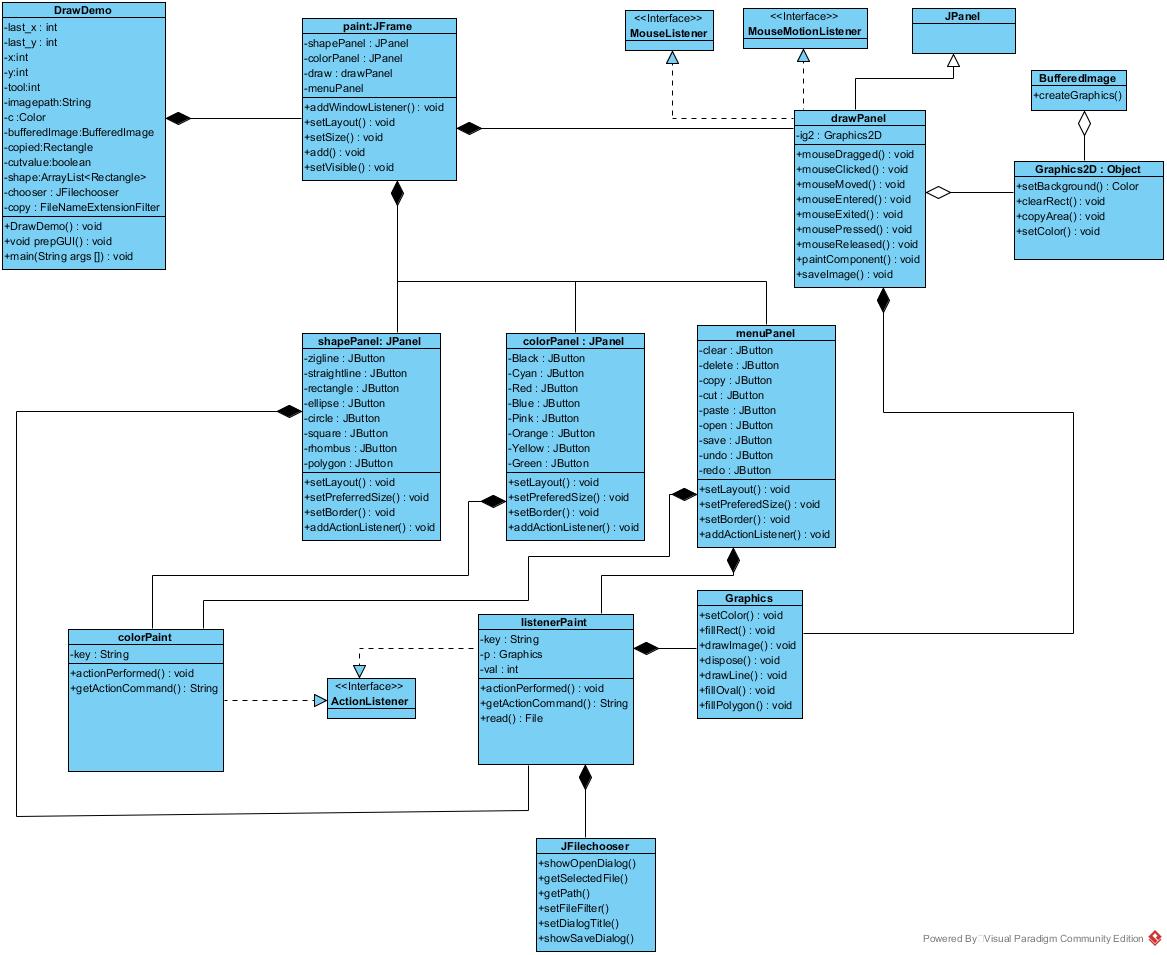 DrawDemo
-last_x : int
-last_y : int
-x:int
-y:int
-tool:int
-imagepath:String
-c :Color
-bufferedImage:BufferedImage
-copied:Rectangle
-cutvalue:boolean
-shape:ArrayList<Rectangle>
-chooser : JFilechooser
-copy : FileNameExtensionFilter
+DrawDemo() : void
+void prepGUI() : void
+main(String args []) : void
paint:JFrame
-shapePanel : JPanel
-colorPanel : JPanel
-draw : drawPanel
-menuPanel
+addWindowListener() : void
+setLayout() : void
+setSize() : void
+add() : void
+setVisible() : void
<<Interface>>
MouseListener
<<Interface>>
MouseMotionListener
JPanel
BufferedImage
+createGraphics()
drawPanel
-ig2 : Graphics2D
+mouseDragged() : void
+mouseClicked() : void
+mouseMoved() : void
+mouseEntered() : void
+mouseExited() : void
+mousePressed() : void
+mouseReleased() : void
+paintComponent() : void
+saveImage() : void
Graphics2D : Object
+setBackground() : Color
+clearRect() : void
+copyArea() : void
+setColor() : void
shapePanel: JPanel
-zigline : JButton
-straightline : JButton
-rectangle : JButton
-ellipse : JButton
-circle : JButton
-square : JButton
-rhombus : JButton
-polygon : JButton
+setLayout() : void
+setPreferredSize() : void
+setBorder() : void
+addActionListener() : void
colorPanel : JPanel
-Black : JButton
-Cyan : JButton
-Red : JButton
-Blue : JButton
-Pink : JButton
-Orange : JButton
-Yellow : JButton
-Green : JButton
+setLayout() : void
+setPreferedSize() : void
+setBorder() : void
+addActionListener() : void
menuPanel
-clear : JButton
-delete : JButton
-copy : JButton
-cut : JButton
-paste : JButton
-open : JButton
-save : JButton
-undo : JButton
-redo : JButton
+setLayout() : void
+setPreferedSize() : void
+setBorder() : void
+addActionListener() : void
colorPaint
-key : String
+actionPerformed() : void
+getActionCommand() : String
<<Interface>>
ActionListener
listenerPaint
-key : String
-p : Graphics
-val : int
+actionPerformed() : void
+getActionCommand() : String
+read() : File
Graphics
+setColor() : void
+fillRect() : void
+drawImage() : void
+dispose() : void
+drawLine() : void
+fillOval() : void
+fillPolygon() : void
JFilechooser
+showOpenDialog()
+getSelectedFile()
+getPath()
+setFileFilter()
+setDialogTitle()
+showSaveDialog()
Powered By Visual Paradigm Community Edition